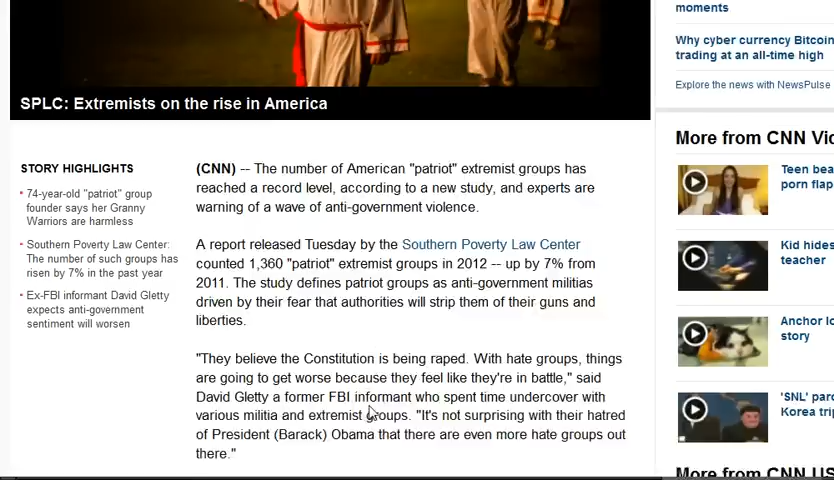 SPLC: Extremists on the rise in America
STORY HIGHLIGHTS
74-year-old "patriot" group
founder says her Granny
Warriors are harmless
Southern Poverty Law Center:
The number of such groups has
risen by 7% in the past year
Ex-FBI informant David Gletty
expects anti-government
sentiment will worsen
(CNN) -- The number of American "patriot" extremist groups has
reached a record level, according to a new study, and experts are
warning of a wave of anti-government violence.
A report released Tuesday by the Southern Poverty Law Center
counted 1,360 "patriot" extremist groups in 2012 -- up by 7% from
2011. The study defines patriot groups as anti-government militias
driven by their fear that authorities will strip them of their guns and
liberties.
"They believe the Constitution is being raped. With hate groups, things
are going to get worse because they feel like they're in battle," said
David Gletty a former FBI informant who spent time undercover with
various militia and extremist groups. "It's not surprising with their hatred
of President (Barack) Obama that there are even more hate groups out
there."
moments
Why cyber currency Bitcoin
trading at an all-time high
Explore the news with NewsPulse
More from CNN Vid
Teen bea
porn flap
Kid hides
teacher
Anchor lo
story
'SNL' paro
Korea trip
More from CNN US